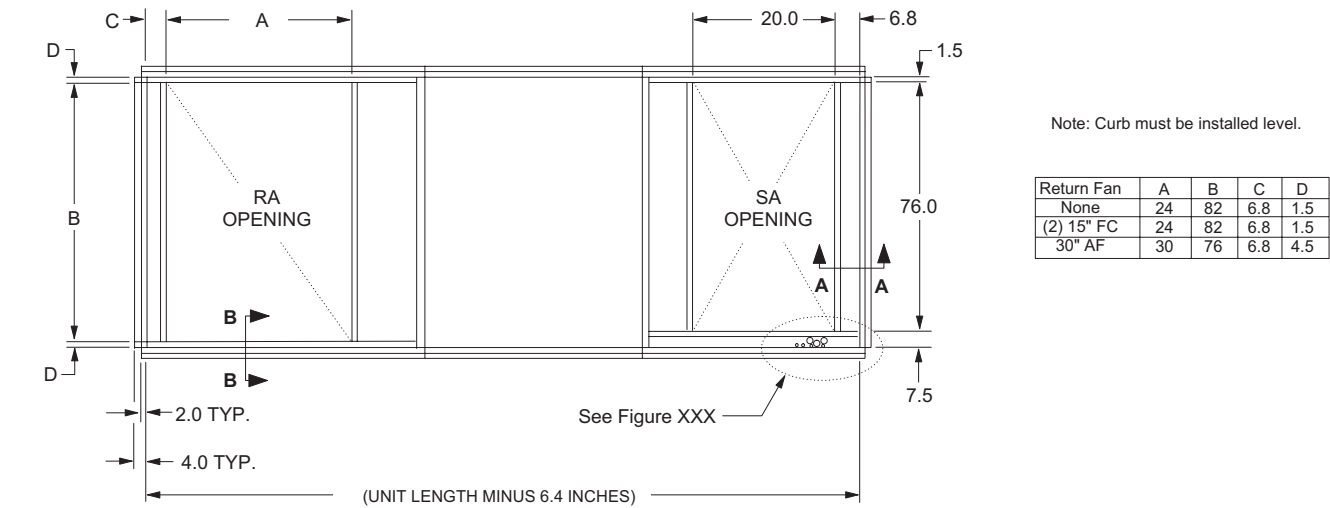 C
A
20.0
6.8
D
1.5
Note: Curb must be installed level.
Return Fan A B C D
None 24 82 6.8 1.5
(2) 15" FC 24 82 6.8 1.5
30" AF 30 76 6.8 4.5
RA
OPENING
SA
OPENING
B
76.0
A
A
B
B
D
7.5
2.0 TYP.
See Figure XXX
4.0 TYP.
(UNIT LENGTH MINUS 6.4 INCHES)